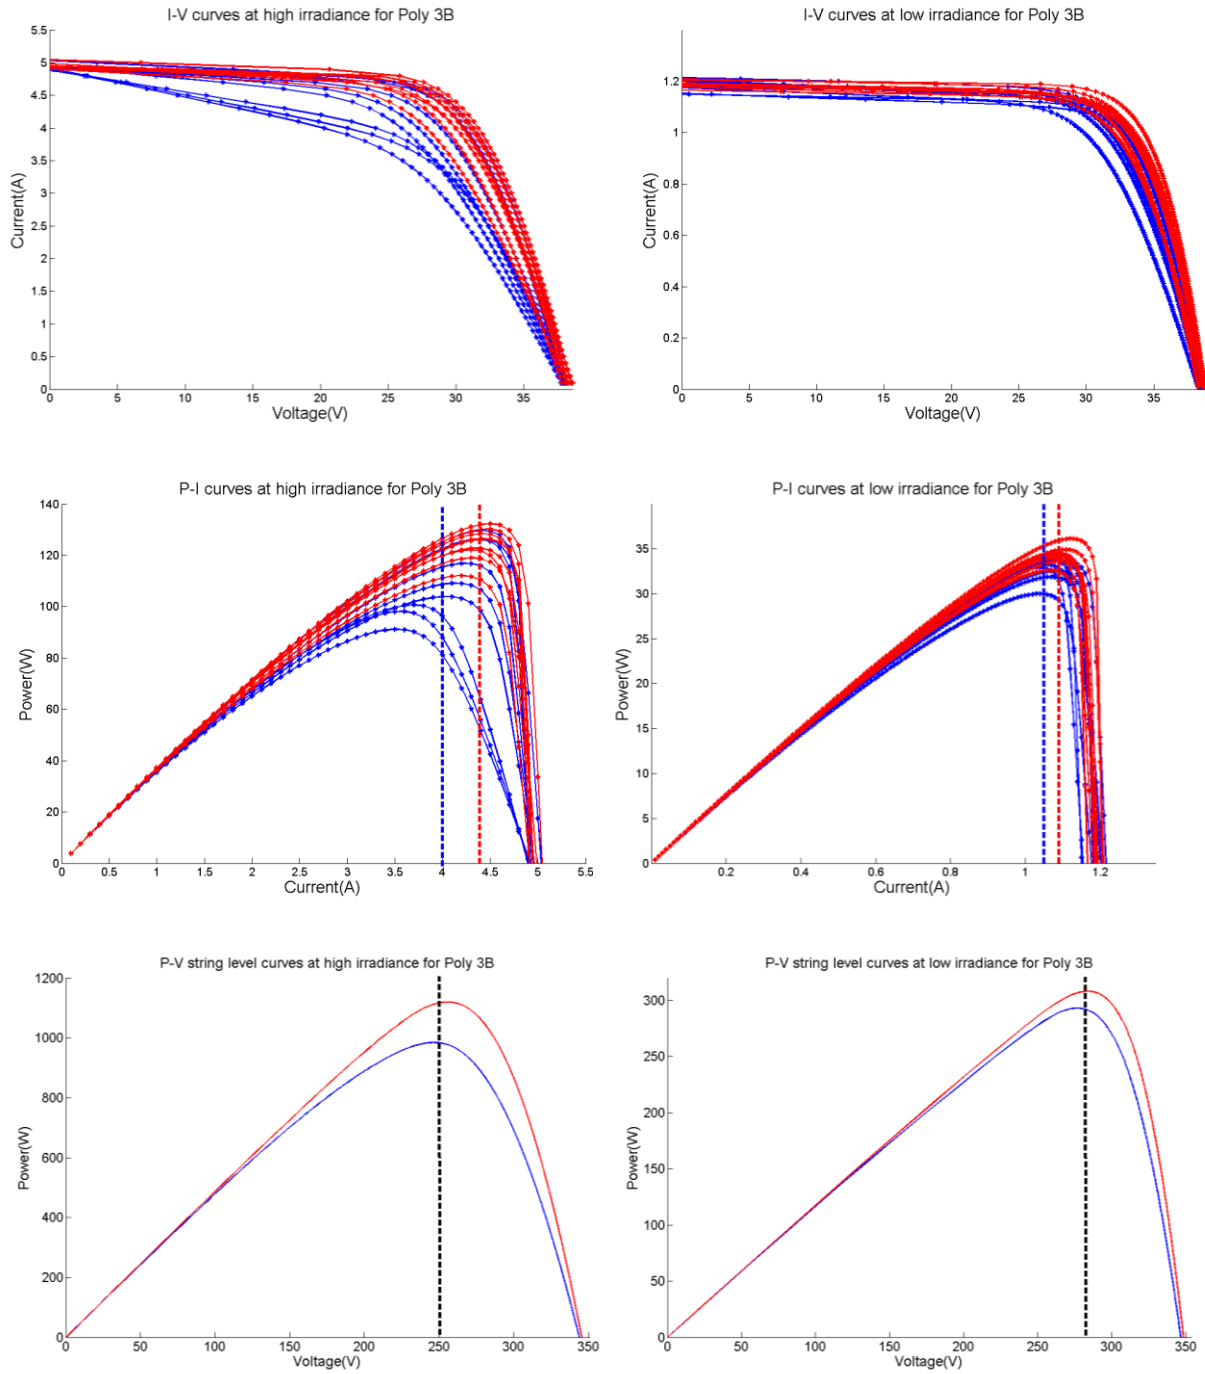 I-V curves at high irradiance for Poly 3B
5.5
5
4.5
4
3.5
3
2.5
2
1.5
1
0.5
0
0 5 10 15 20 25 30 35
Current(A)
Voltage(V)
I-V curves at low irradiance for Poly 3B
1.2
1
0.8
0.6
0.4
0.2
0
0 5 10 15 20 25 30 35
Current(A)
Voltage(V)
P-I curves at high irradiance for Poly 3B
140
120
100
80
60
40
20
0
0 0.5 1 1.5 2 2.5 3 3.5 4 4.5 5 5.5
Power(W)
Current(A)
P-I curves at low irradiance for Poly 3B
35
30
25
20
15
10
5
0
0.2 0.4 0.6 0.8 1 1.2
Power(W)
Current(A)
P-V string level curves at high irradiance for Poly 3B
1200
1000
800
600
400
200
0
0 50 100 150 200 250 300 350
Power(W)
Voltage(V)
P-V string level curves at low irradiance for Poly 3B
300
250
200
150
100
50
0
0 50 100 150 200 250 300 350
Power(W)
Voltage(V)